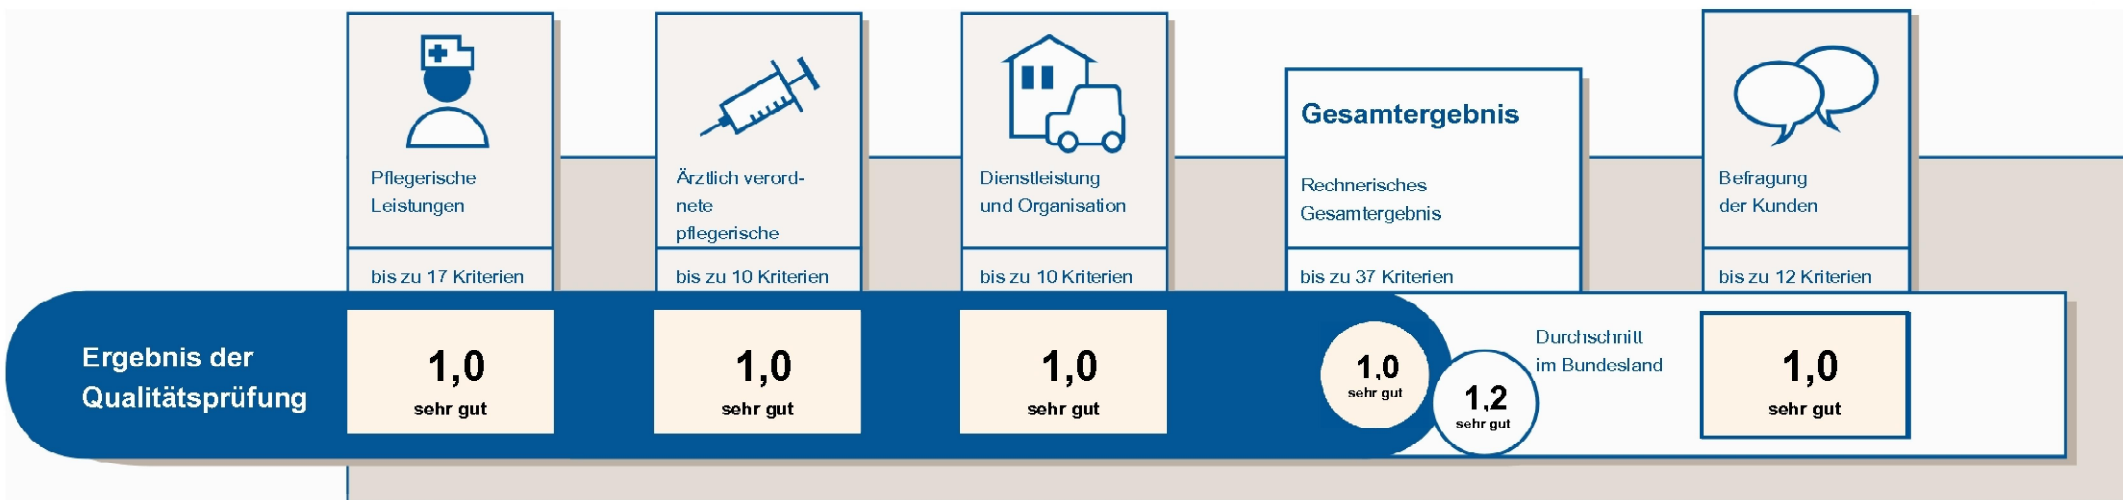 Pflegerische
Leistungen
bis zu 17 Kriterien
Ärztlich verord-
nete
pflegerische
bis zu 10 Kriterien
Dienstleistung
und Organisation
bis zu 10 Kriterien
Gesamtergebnis
Rechnerisches
Gesamtergebnis
bis zu 37 Kriterien
Befragung
der Kunden
bis zu 12 Kriterien
Ergebnis der
Qualitätsprüfung
1,0
sehr gut
1,0
sehr gut
1,0
sehr gut
1,0
sehr gut
1,2
sehr gut
Durchschnitt
im Bundesland
1,0
sehr gut